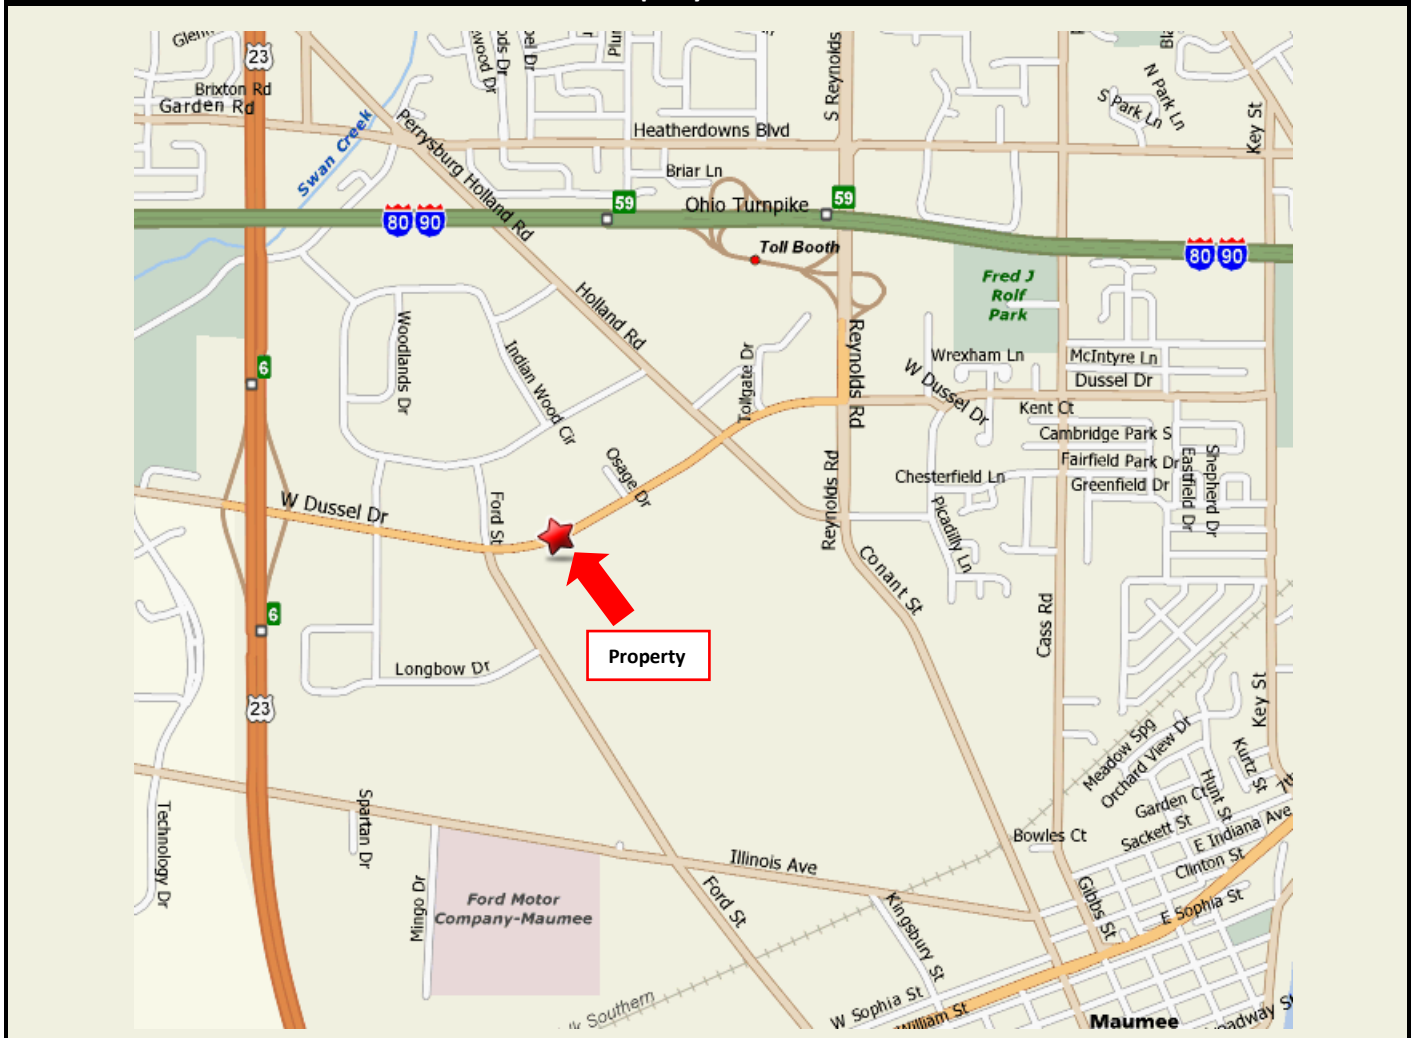 23
Brixton Rd
Garden Rd
Swan Creek
Perrysburg Holland Rd
Heatherdowns Blvd
S Reynolds
S Park Ln
N Park Ln
Key St
Briar Ln
59
Ohio Turnpike
59
80
90
Toll Booth
80
90
Fred J
Rolf
Park
Holland Rd
Woodlands Dr
Indian Wood Cir
Tollgate Dr
Reynolds Rd
Wrexham Ln
W Dussel Dr
McIntyre Ln
Dussel Dr
Kent Ct
Cambridge Park S
Fairfield Park Dr
Greenfield Dr
Eastfield Dr
Shepherd Dr
Chesterfield Ln
Picadilly Ln
6
Osage Dr
W Dussel Dr
Ford St
Reynolds Rd
Conant St
Cass Rd
6
Property
Longbow Dr
23
Key St
Meadow Spg
Orchard View Dr
Kurtz St
Hunt St
Garden Ct
Sackett St
E Indiana Ave
Clinton St
E Sophia St
Bowles Ct
Gibbs St
Technology Dr
Spartan Dr
Mingo Dr
Ford Motor
Company-Maumee
Illinois Ave
Ford St
Kingsbury St
W Sophia St
William St
Maumee
Southern